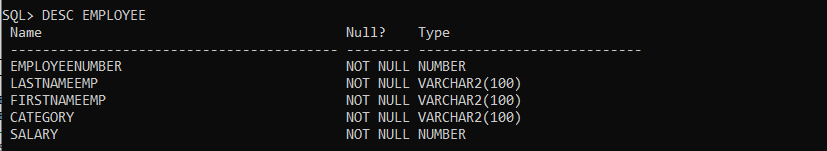 SQL> DESC EMPLOYEE
Name Null? Type
----------------------------------------- -------- ----------------------------
EMPLOYEENUMBER NOT NULL NUMBER
LASTNAMEEMP NOT NULL VARCHAR2(100)
FIRSTNAMEEMP NOT NULL VARCHAR2(100)
CATEGORY NOT NULL VARCHAR2(100)
SALARY NOT NULL NUMBER